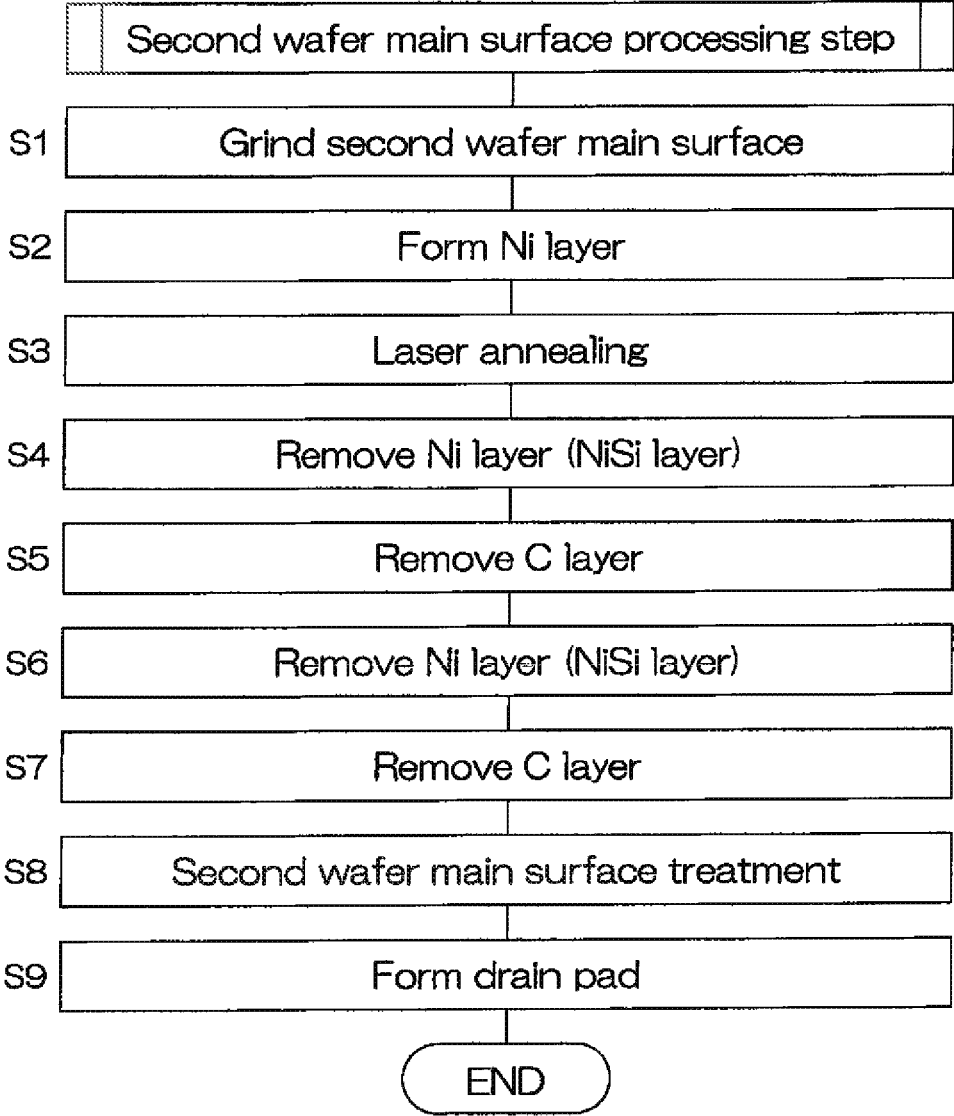 Second wafer main surface processing step
S1 Grind second wafer main surface
S2 Form Ni layer
S3 Laser annealing
S4 Remove Ni layer (NiSi layer)
S5 Remove C layer
S6 Remove Ni layer (NiSi layer)
S7 Remove C layer
S8 Second wafer main surface treatment
S9 Form drain pad
END